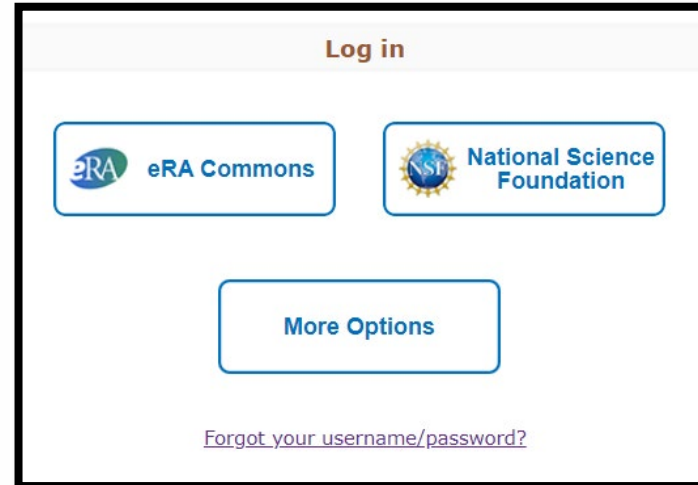 Log in
eRA eRA Commons
NSF National Science
Foundation
More Options
Forgot your username/password?